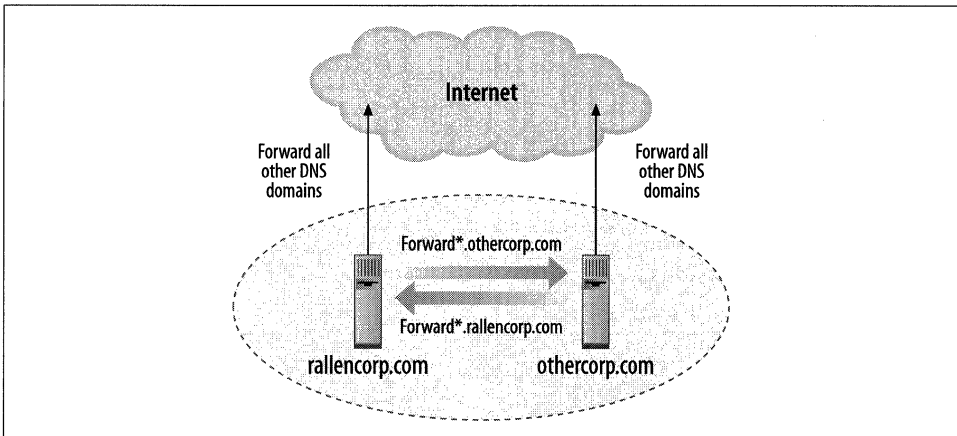 Internet
Forward all
other DNS
domains
Forward all
other DNS
domains
Forward*.othercorp.com
Forward*.rallencorp.com
rallencorp.com
othercorp.com